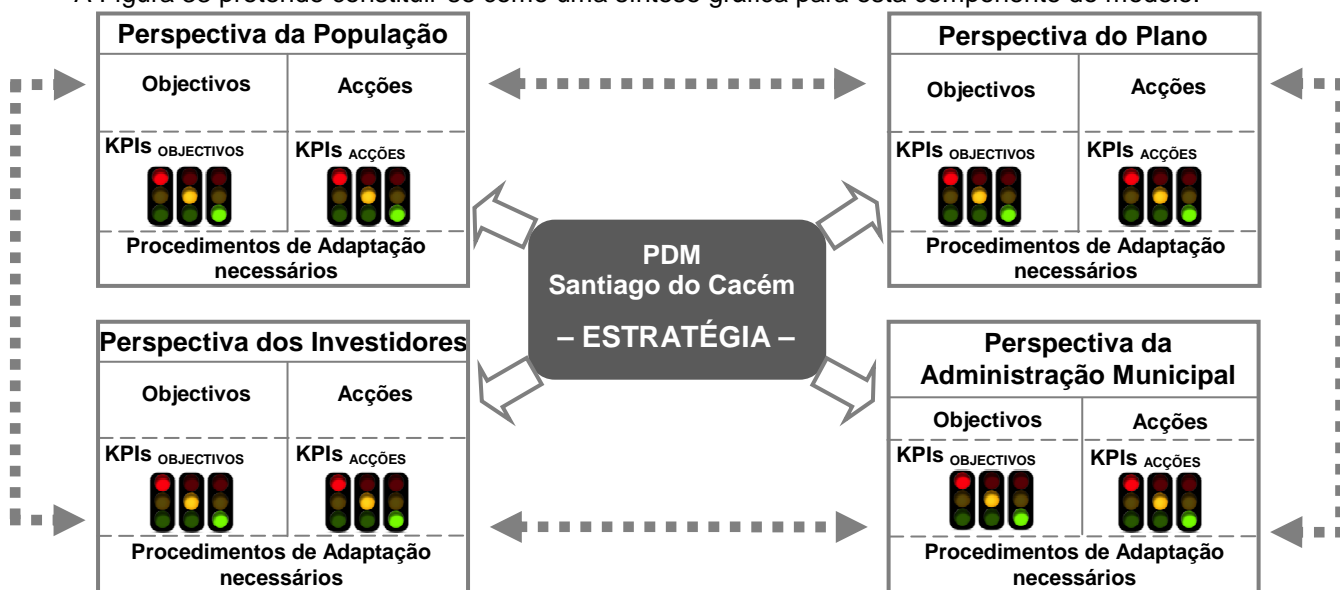 A Figura pretende constituir-se como uma síntese gráfica para esta componente do modelo.
Perspectiva da População
Objectivos
Acções
KPIs OBJECTIVOS
KPIs ACÇÕES
Procedimentos de Adaptação
necessários
Perspectiva do Plano
Objectivos
Acções
KPIs OBJECTIVOS
KPIs ACÇÕES
Procedimentos de Adaptação
necessários
PDM
Santiago do Cacém
– ESTRATÉGIA –
Perspectiva dos Investidores
Objectivos
Acções
KPIs OBJECTIVOS
KPIs ACÇÕES
Procedimentos de Adaptação
necessários
Perspectiva da
Administração Municipal
Objectivos
Acções
KPIs OBJECTIVOS
KPIs ACÇÕES
Procedimentos de Adaptação
necessários